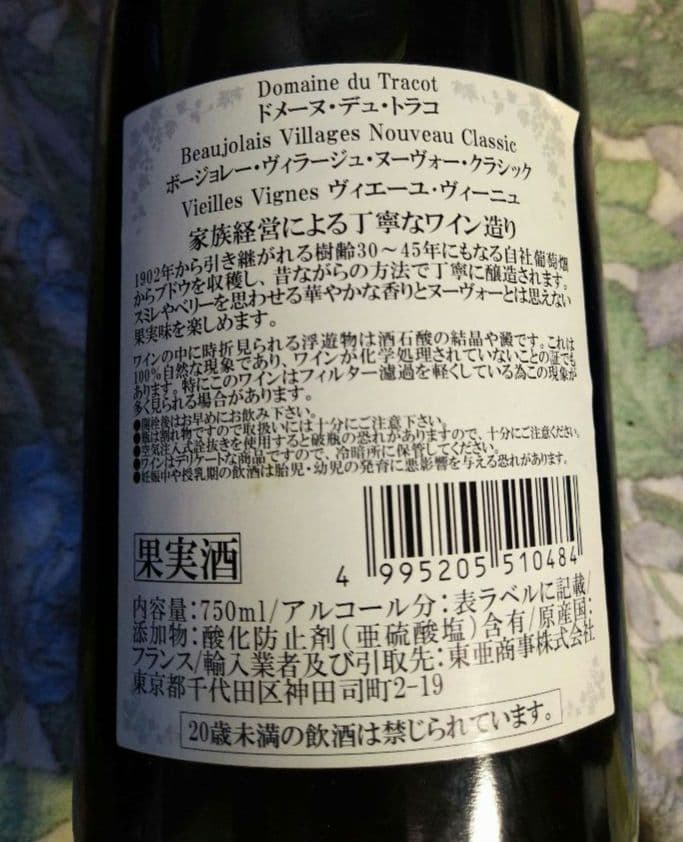 Domaine du Tracot
ドメーヌ・デュ・トラコ
Beaujolais Villages Nouveau Classic
ボージョレー・ヴィラージュ・ヌーヴォー・クラシック
Vieilles Vignes ヴィエーユ・ヴィーニュ
家族経営による丁寧なワイン造り
1902年から引き継がれる樹齢30～45年にもなる自社葡萄畑
からブドウを収穫し、昔ながらの方法で丁寧に醸造されます。
スミレやベリーを思わせる華やかな香りとヌーヴォーとは思えない
果実味を楽しめます。
ワインの中に時折見られる浮遊物は酒石酸の結晶や澱です。これは
100%自然な現象であり、ワインが化学処理されていないことの証でも
あります。特にこのワインはフィルター濾過を軽くしている為この現象が
多く見られる場合があります。
●開栓後はお早めにお飲み下さい。
●瓶は割れ物ですので取扱いには十分にご注意下さい。
●空気注入式詮抜きを使用すると破瓶の恐れがありますので、十分にご注意ください。
●ワインはデリケートな商品ですので、冷暗所に保管してください。
●妊娠中や授乳期の飲酒は胎児・幼児の発育に悪影響を与える恐れがあります。
果実酒
4 995205 510484
内容量：750ml/アルコール分：表ラベルに記載/
添加物：酸化防止剤（亜硫酸塩）含有/原産国：
フランス/輸入業者及び引取先：東亜商事株式会社
東京都千代田区神田司町2-19
20歳未満の飲酒は禁じられています。